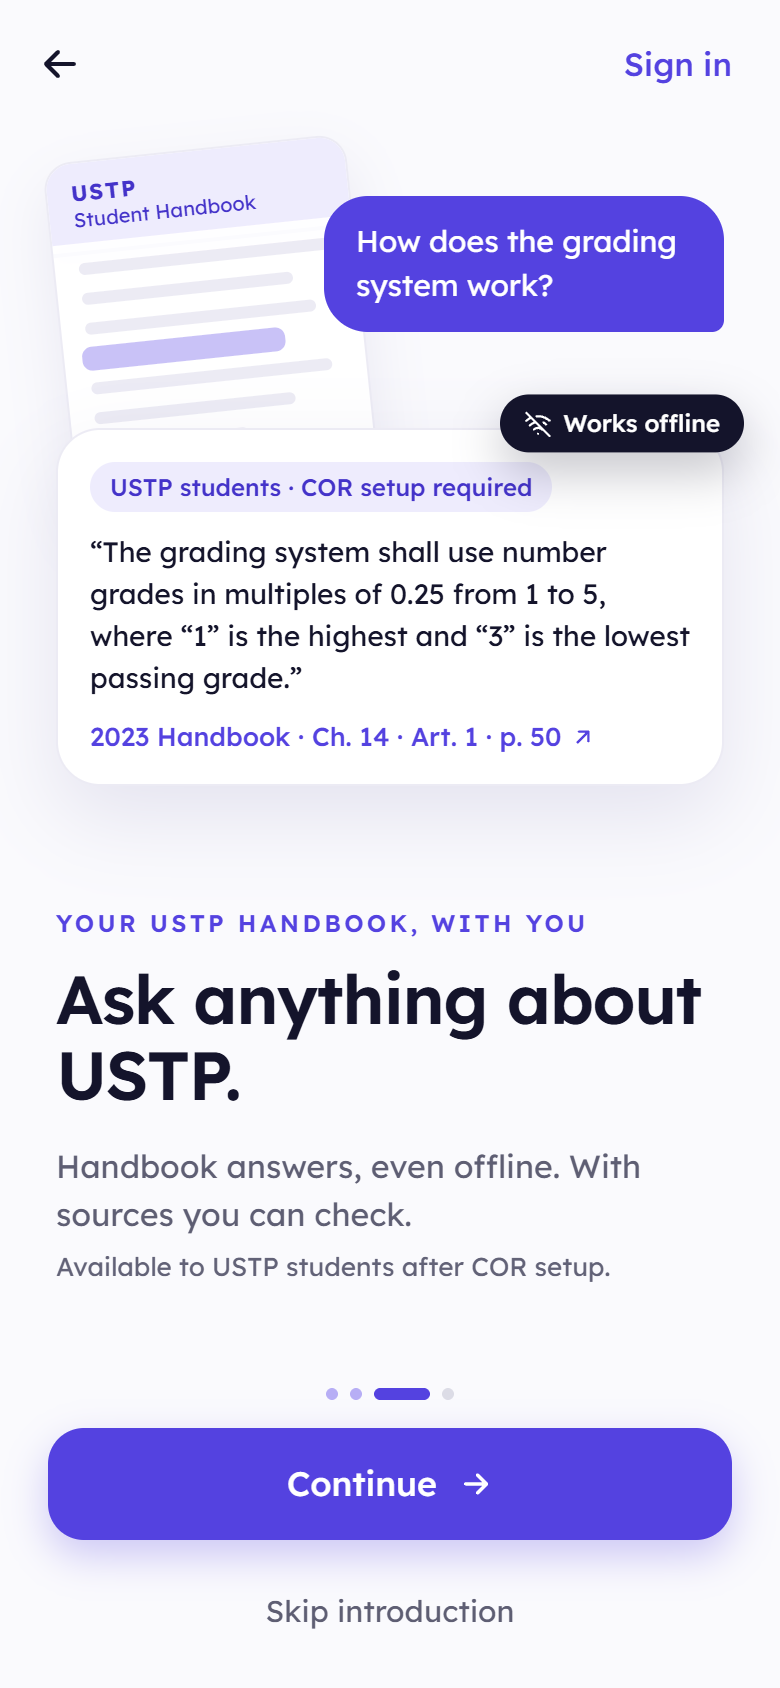 Sign in
USTP
Student Handbook
How does the grading
system work?
Works offline
USTP students · COR setup required
“The grading system shall use number
grades in multiples of 0.25 from 1 to 5,
where “1” is the highest and “3” is the lowest
passing grade.”
2023 Handbook · Ch. 14 · Art. 1 · p. 50
YOUR USTP HANDBOOK, WITH YOU
Ask anything about
USTP.
Handbook answers, even offline. With
sources you can check.
Available to USTP students after COR setup.
Continue
Skip introduction